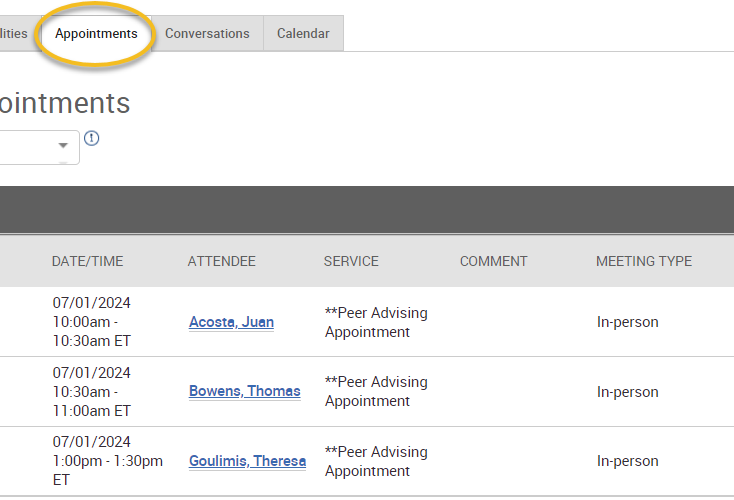 lities Appointments Conversations Calendar
ointments
DATE/TIME ATTENDEE SERVICE COMMENT MEETING TYPE
07/01/2024
10:00am -
10:30am ET
Acosta, Juan
**Peer Advising
Appointment
In-person
07/01/2024
10:30am -
11:00am ET
Bowens, Thomas
**Peer Advising
Appointment
In-person
07/01/2024
1:00pm - 1:30pm
ET
Goulimis, Theresa
**Peer Advising
Appointment
In-person